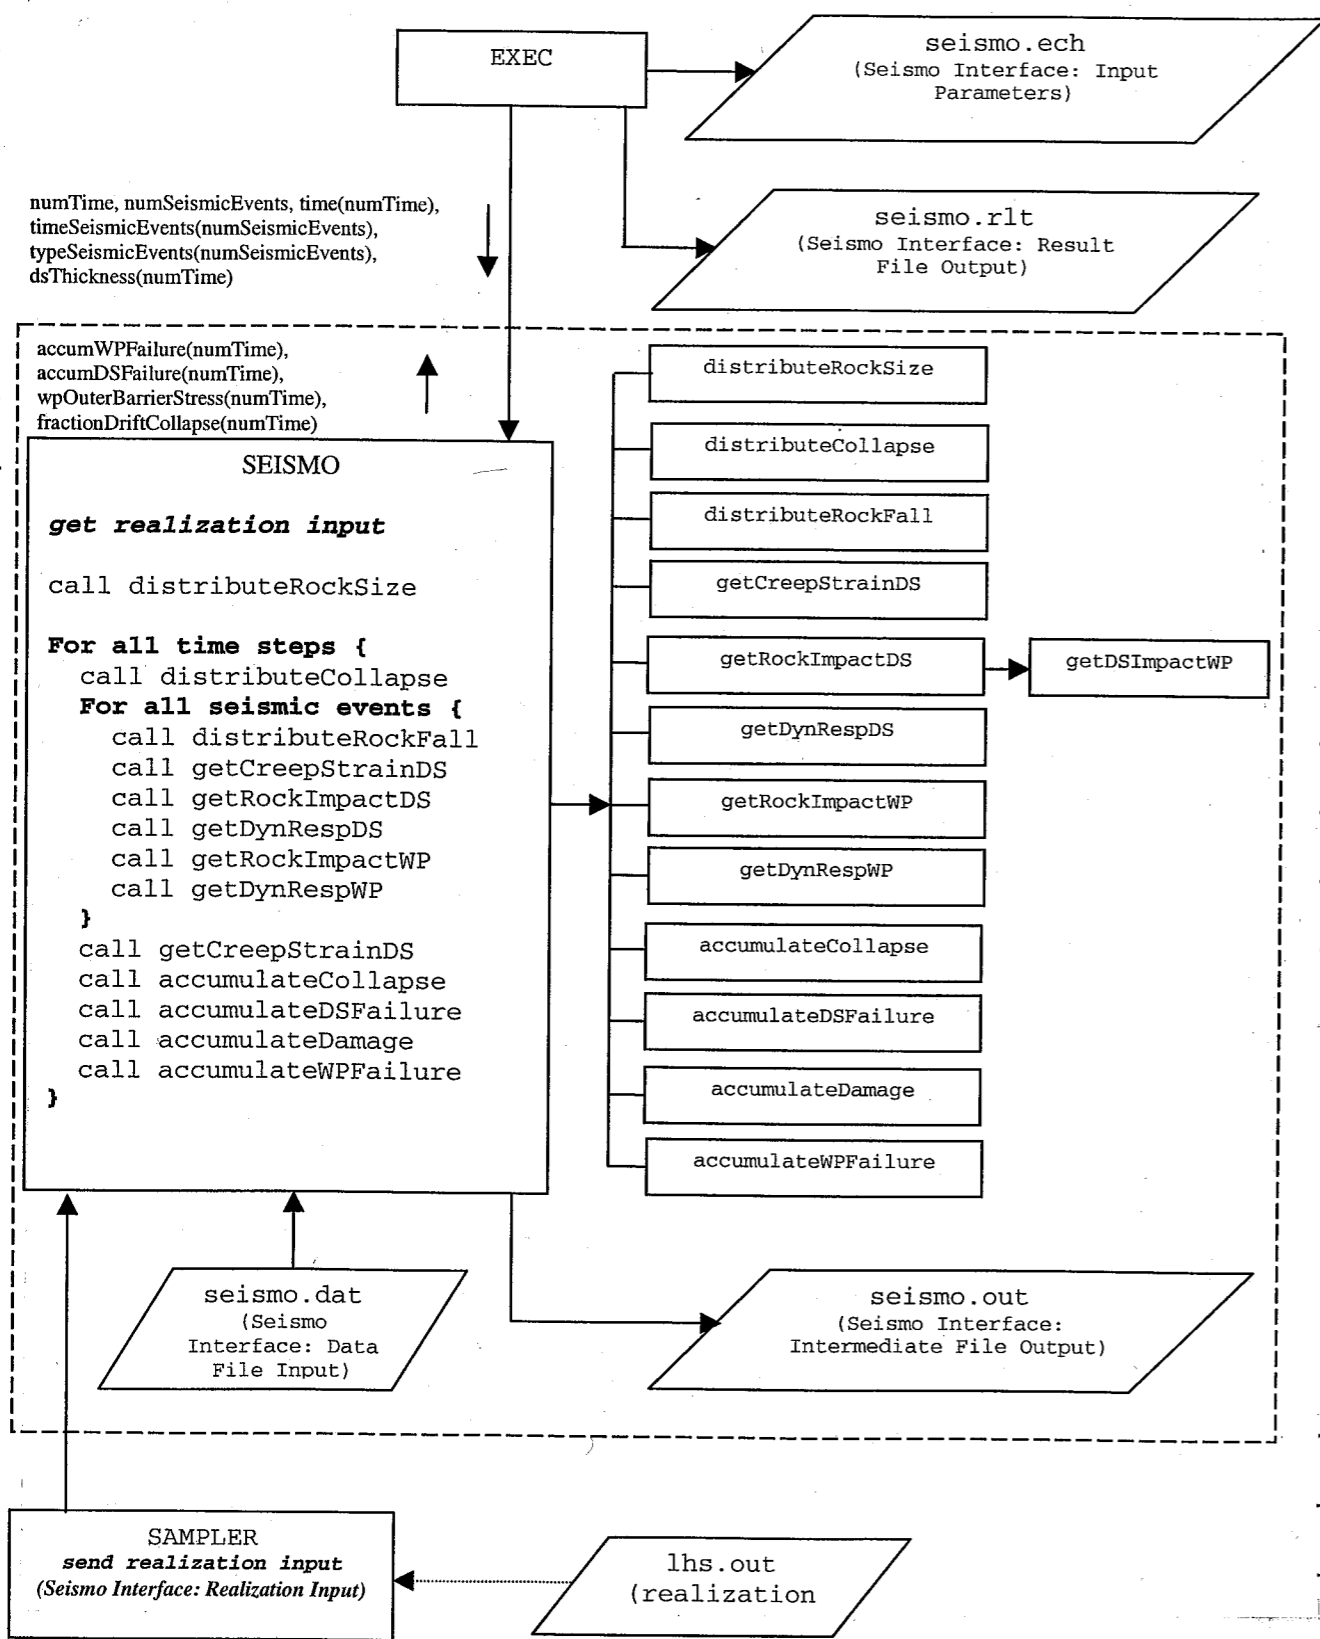 EXEC
seismo.ech
(Seismo Interface: Input
Parameters)
numTime, numSeismicEvents, time(numTime),
timeSeismicEvents(numSeismicEvents),
typeSeismicEvents(numSeismicEvents),
dsThickness(numTime)
seismo.rlt
(Seismo Interface: Result
File Output)
accumWPFailure(numTime),
accumDSFailure(numTime),
wpOuterBarrierStress(numTime),
fractionDriftCollapse(numTime)
SEISMO
get realization input
call distributeRockSize
For all time steps {
call distributeCollapse
For all seismic events {
call distributeRockFall
call getCreepStrainDS
call getRockImpactDS
call getDynRespDS
call getRockImpactWP
call getDynRespWP
}
call getCreepStrainDS
call accumulateCollapse
call accumulateDSFailure
call accumulateDamage
call accumulateWPFailure
}
distributeRockSize
distributeCollapse
distributeRockFall
getCreepStrainDS
getRockImpactDS
getDSImpactWP
getDynRespDS
getRockImpactWP
getDynRespWP
accumulateCollapse
accumulateDSFailure
accumulateDamage
accumulateWPFailure
seismo.dat
(Seismo
Interface: Data
File Input)
seismo.out
(Seismo Interface:
Intermediate File Output)
SAMPLER
send realization input
(Seismo Interface: Realization Input)
lhs.out
(realization